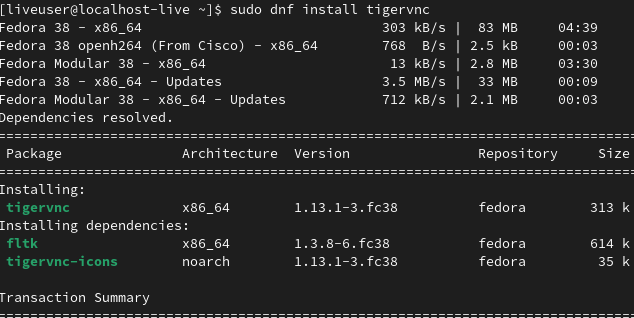 [liveuser@localhost-live ~]$ sudo dnf install tigervnc
Fedora 38 - x86_64                              303 kB/s |  83 MB     04:39
Fedora 38 openh264 (From Cisco) - x86_64        768  B/s | 2.5 kB     00:03
Fedora Modular 38 - x86_64                       13 kB/s | 2.8 MB     03:30
Fedora 38 - x86_64 - Updates                    3.5 MB/s |  33 MB     00:09
Fedora Modular 38 - x86_64 - Updates            712 kB/s | 2.1 MB     00:03
Dependencies resolved.
================================================================================
 Package               Architecture  Version                Repository     Size
================================================================================
Installing:
 tigervnc              x86_64        1.13.1-3.fc38          fedora        313 k
Installing dependencies:
 fltk                  x86_64        1.3.8-6.fc38           fedora        614 k
 tigervnc-icons        noarch        1.13.1-3.fc38          fedora         35 k

Transaction Summary
================================================================================